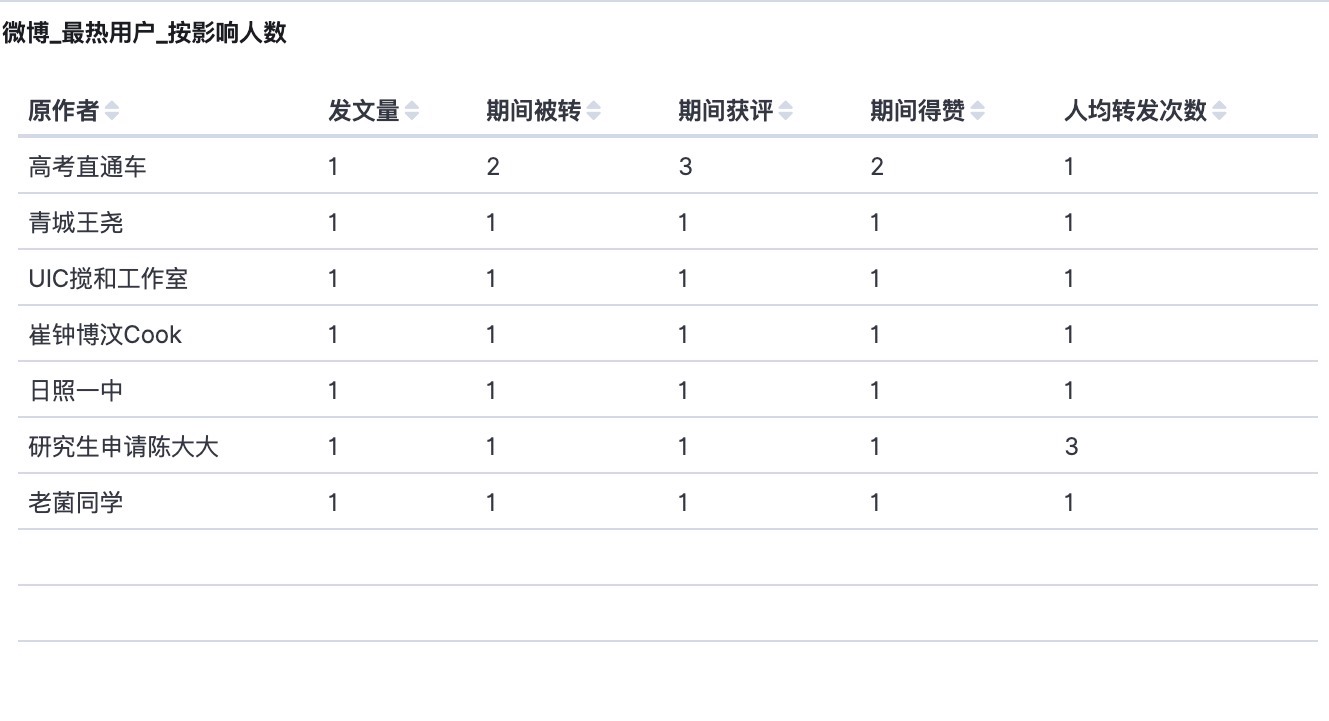 微博_最热用户_按影响人数
原作者 发文量 期间被转 期间获评 期间得赞 人均转发次数
高考直通车 1 2 3 2 1
青城王尧 1 1 1 1 1
UIC搅和工作室 1 1 1 1 1
崔钟博汶Cook 1 1 1 1 1
日照一中 1 1 1 1 1
研究生申请陈大大 1 1 1 1 3
老菌同学 1 1 1 1 1